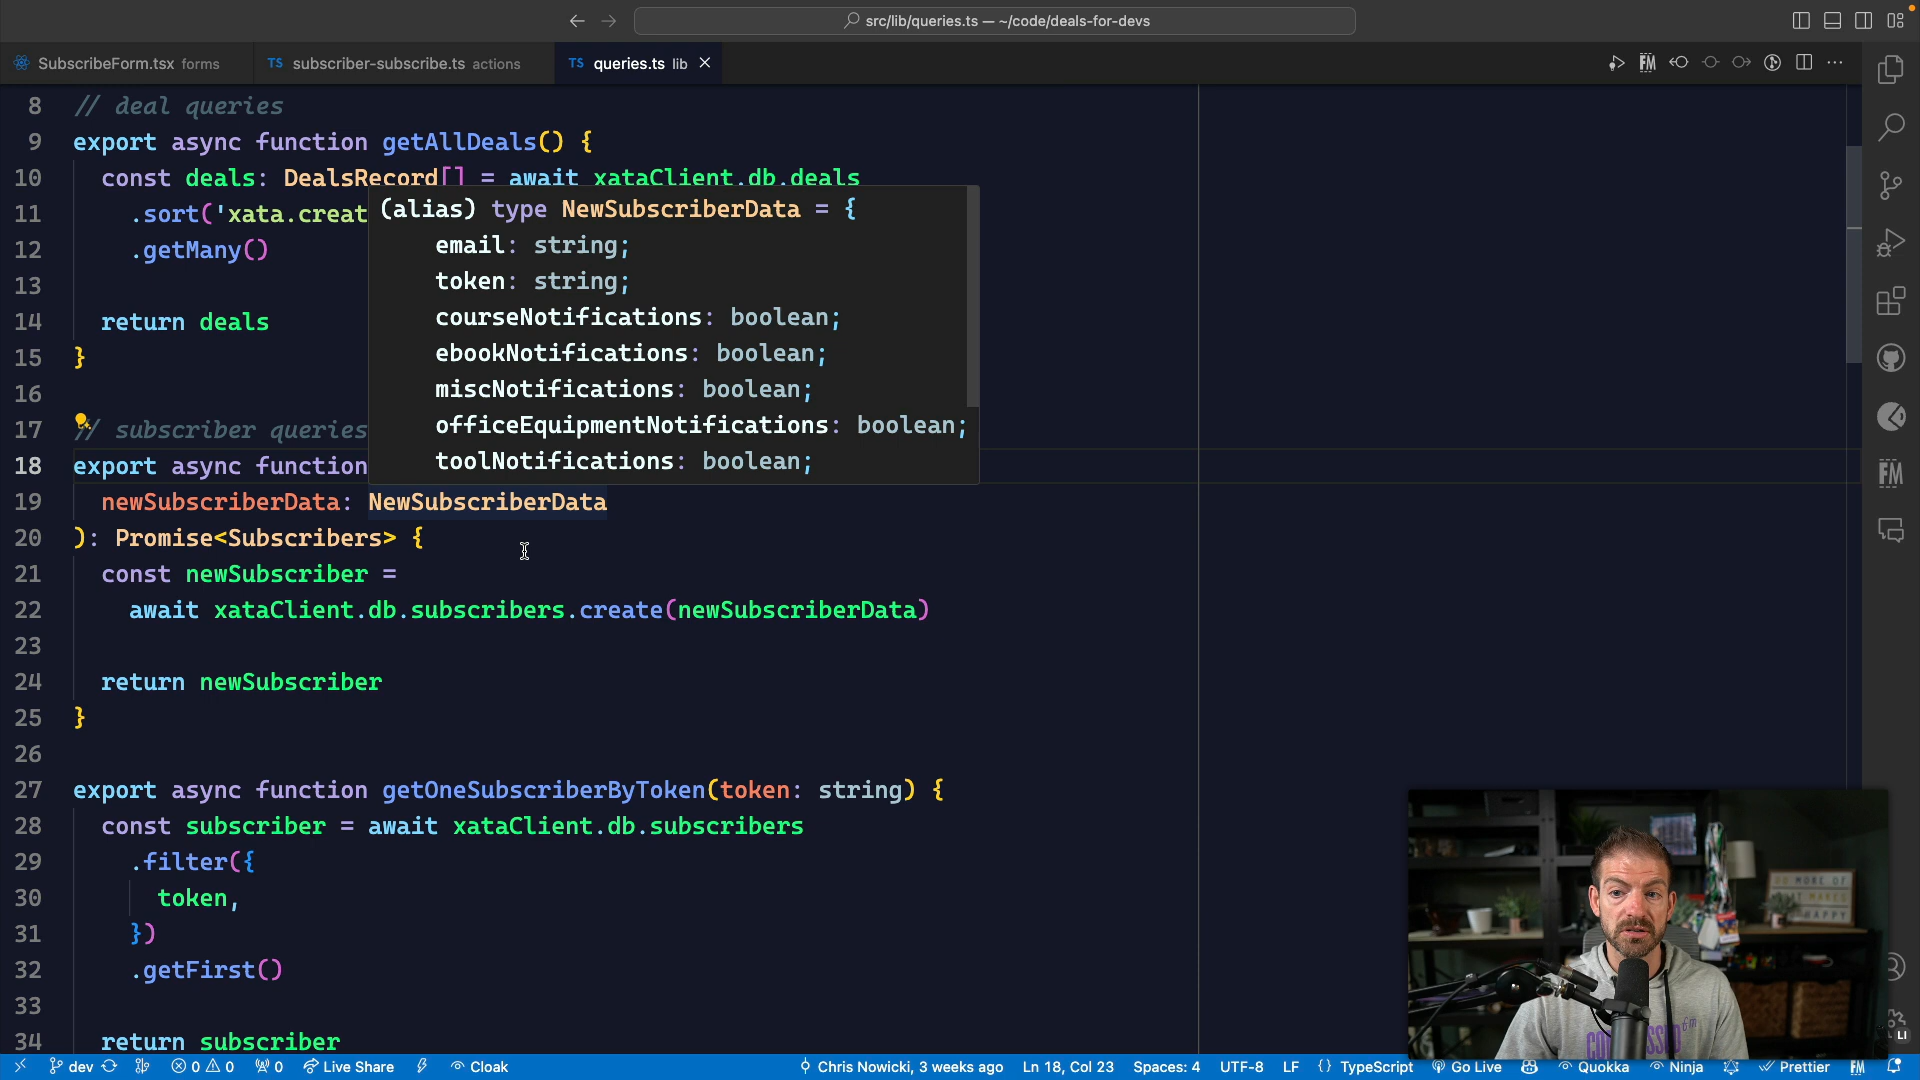 src/lib/queries.ts — ~/code/deals-for-devs
SubscribeForm.tsx forms
TS subscriber-subscribe.ts actions
TS queries.ts lib
FM
8 // deal queries
9 export async function getAllDeals() {
10 const deals: DealsRecord[] = await xataClient.db.deals
11 .sort('xata.creat
12 .getMany()
13
14 return deals
15 }
16
17 // subscriber queries
18 export async function
19 newSubscriberData: NewSubscriberData
20 ): Promise<Subscribers> {
21 const newSubscriber =
22 await xataClient.db.subscribers.create(newSubscriberData)
23
24 return newSubscriber
25 }
26
27 export async function getOneSubscriberByToken(token: string) {
28 const subscriber = await xataClient.db.subscribers
29 .filter({
30 token,
31 })
32 .getFirst()
33
34 return subscriber
(alias) type NewSubscriberData = {
email: string;
token: string;
courseNotifications: boolean;
ebookNotifications: boolean;
miscNotifications: boolean;
officeEquipmentNotifications: boolean;
toolNotifications: boolean;
FM
LI
dev 0 0 0 Live Share Cloak Chris Nowicki, 3 weeks ago Ln 18, Col 23 Spaces: 4 UTF-8 LF {} TypeScript Go Live Quokka Ninja Prettier FM